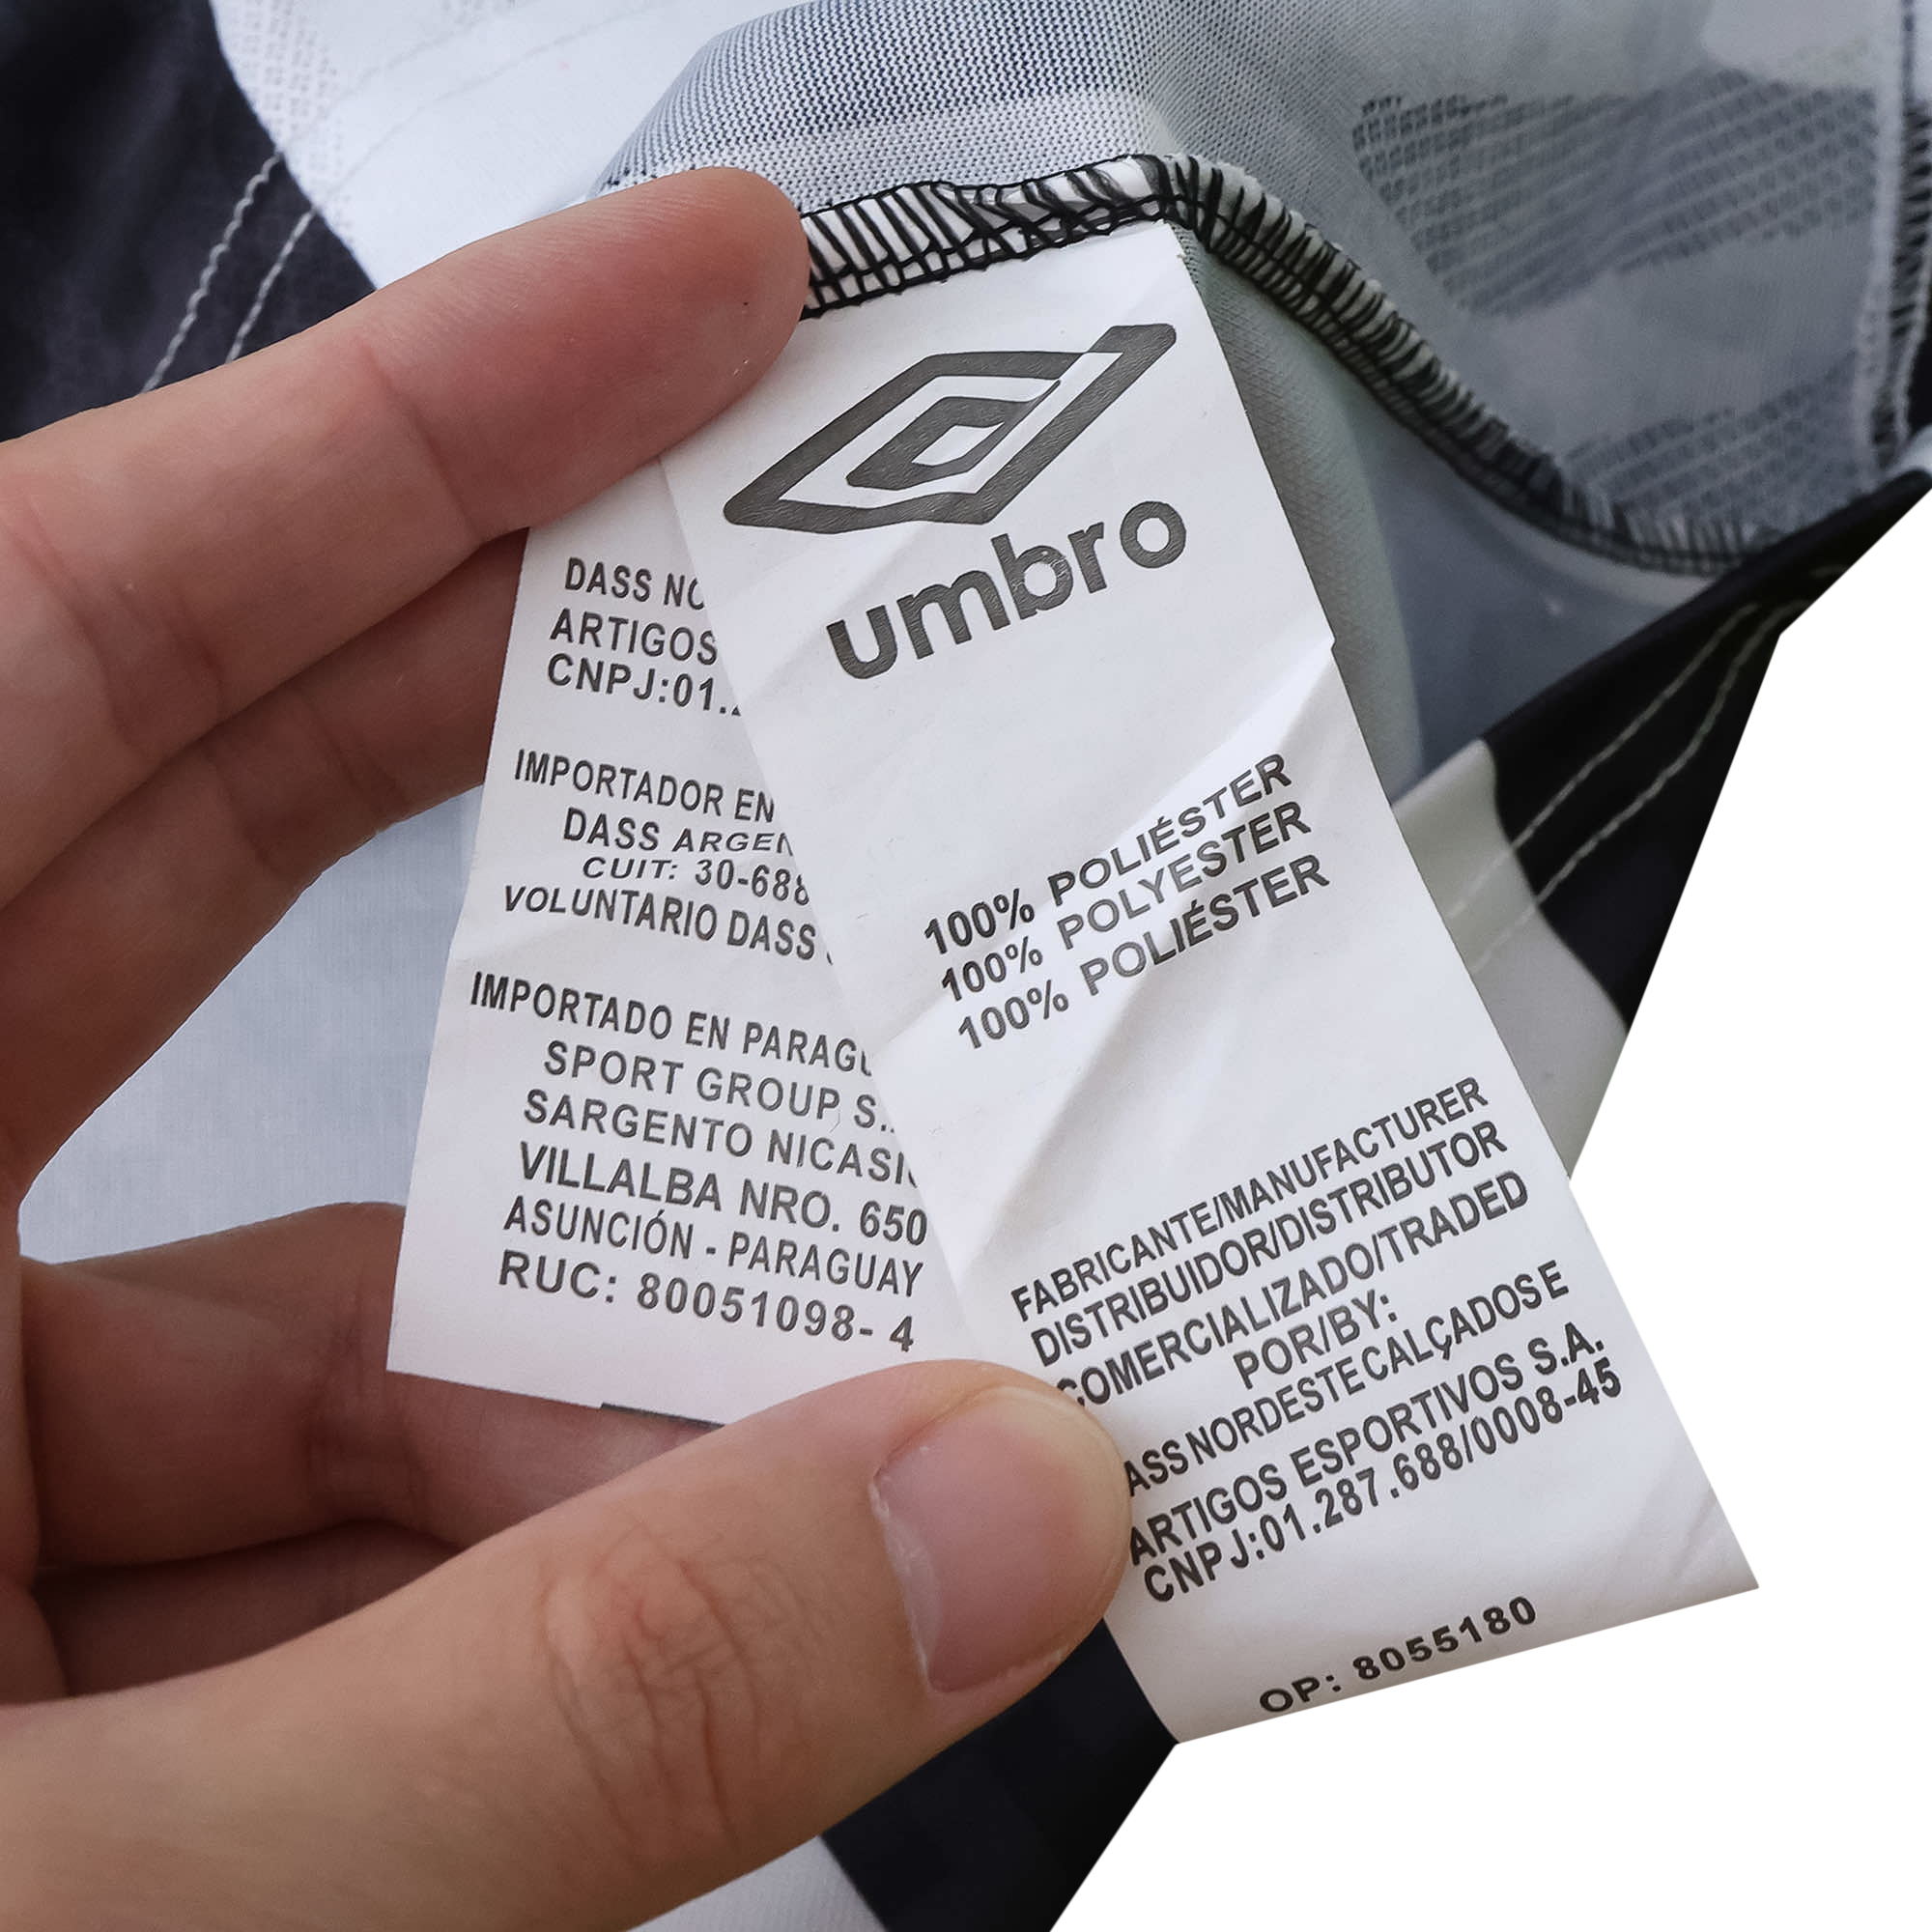 umbro
100% POLIÉSTER
100% POLYESTER
100% POLIÉSTER
FABRICANTE/MANUFACTURER
DISTRIBUIDOR/DISTRIBUTOR
COMERCIALIZADO/TRADED
POR/BY:
ASS NORDESTE CALÇADOS E
ARTIGOS ESPORTIVOS S.A.
CNPJ:01.287.688/0008-45
OP: 8055180
DASS NO
ARTIGOS
CNPJ:01.
IMPORTADOR EN
DASS ARGEN
CUIT: 30-688
VOLUNTARIO DASS
IMPORTADO EN PARAGU
SPORT GROUP S.
SARGENTO NICASI
VILLALBA NRO. 650
ASUNCIÓN - PARAGUAY
RUC: 80051098- 4